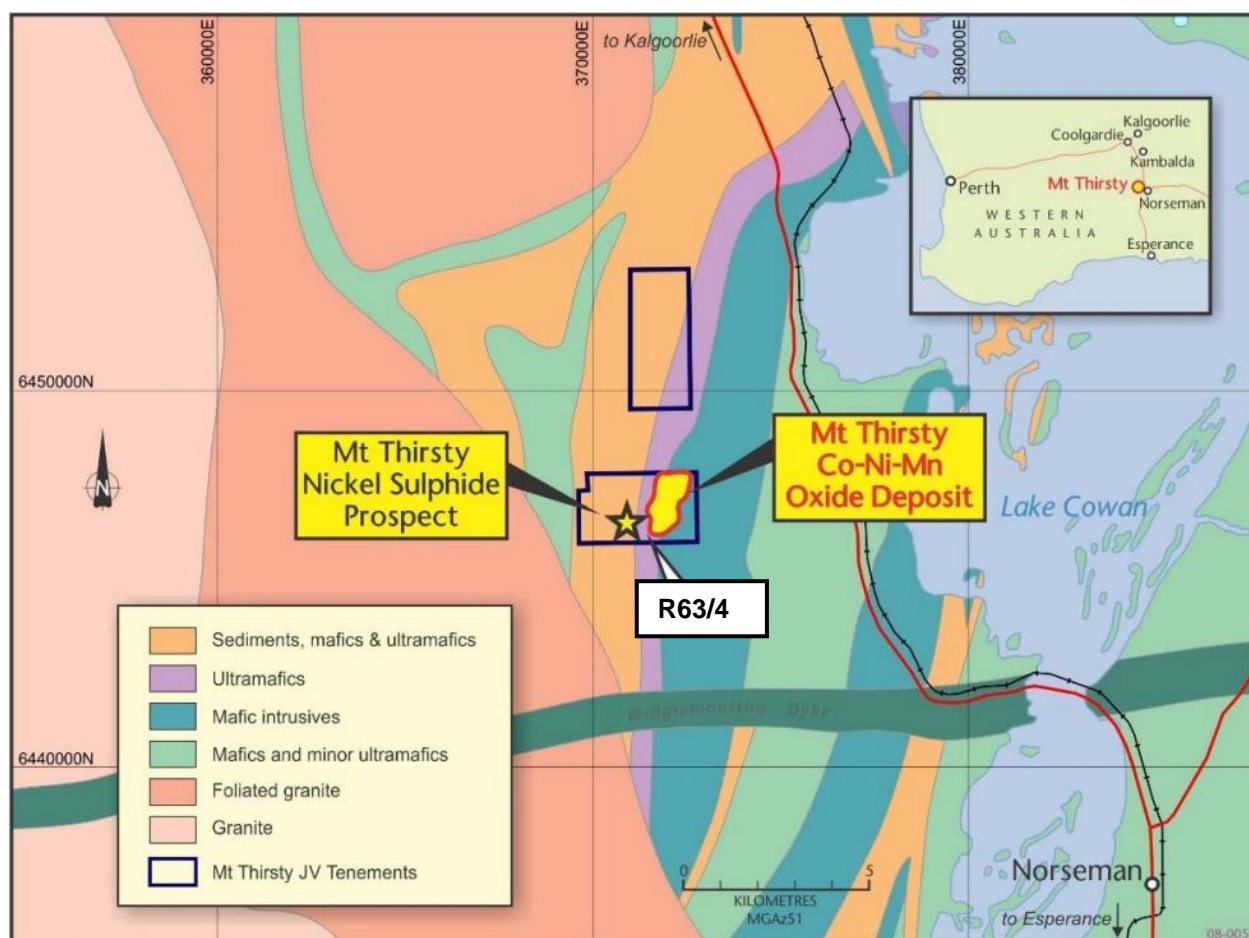 360000E
370000E
380000E
to Kalgoorlie
Kalgoorlie
Coolgardie
Kambalda
Mt Thirsty
Perth
Norseman
WESTERN
AUSTRALIA
Esperance
6450000N
Mt Thirsty
Nickel Sulphide
Prospect
Mt Thirsty
Co-Ni-Mn
Oxide Deposit
N
Lake Cowan
R63/4
Sediments, mafics & ultramafics
Ultramafics
Mafic intrusives
Mafics and minor ultramafics
Foliated granite
Granite
Mt Thirsty JV Tenements
Widgiemooltha Dyke
6440000N
0 5
KILOMETRES
MGAz51
Norseman
to Esperance
08-005